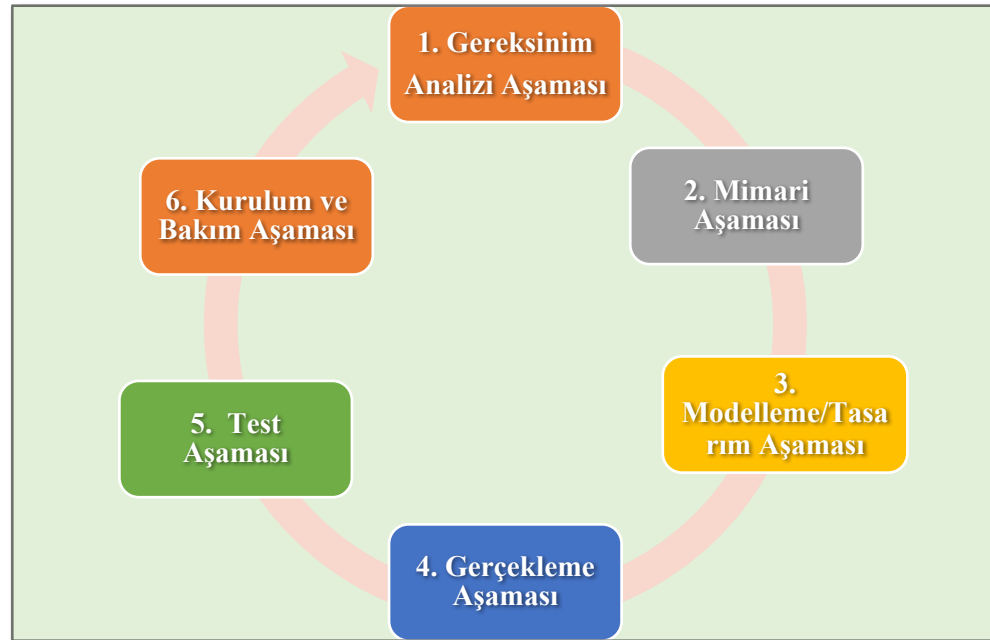 1. Gereksinim
Analizi Aşaması
2. Mimari
Aşaması
3.
Modelleme/Tasa
rım Aşaması
4. Gerçekleme
Aşaması
5. Test
Aşaması
6. Kurulum ve
Bakım Aşaması